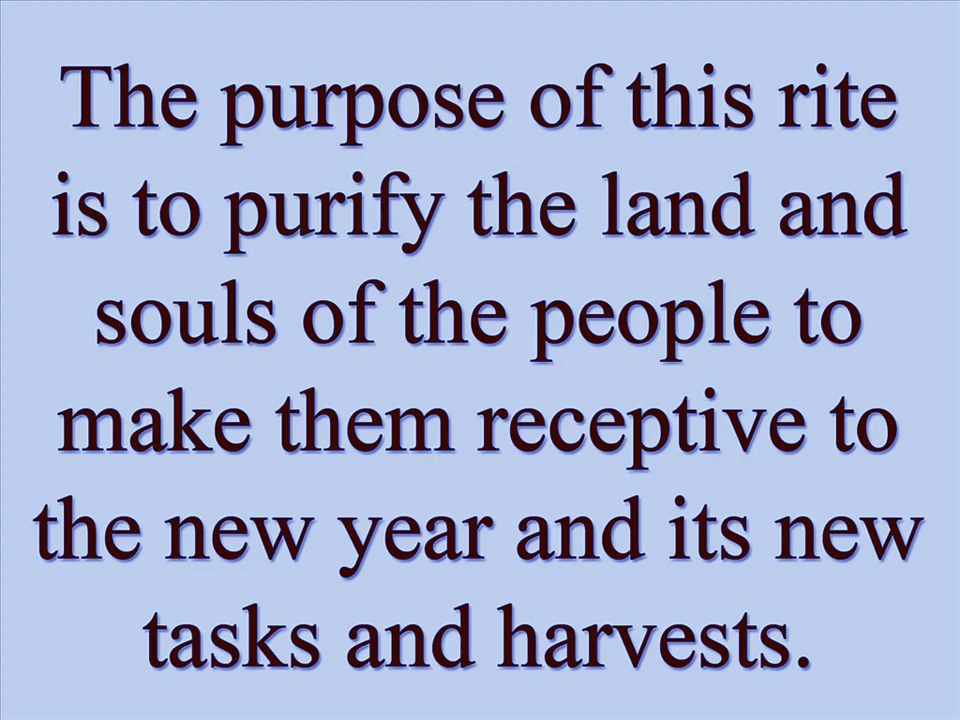 The purpose of this rite
is to purify the land and
souls of the people to
make them receptive to
the new year and its new
tasks and harvests.